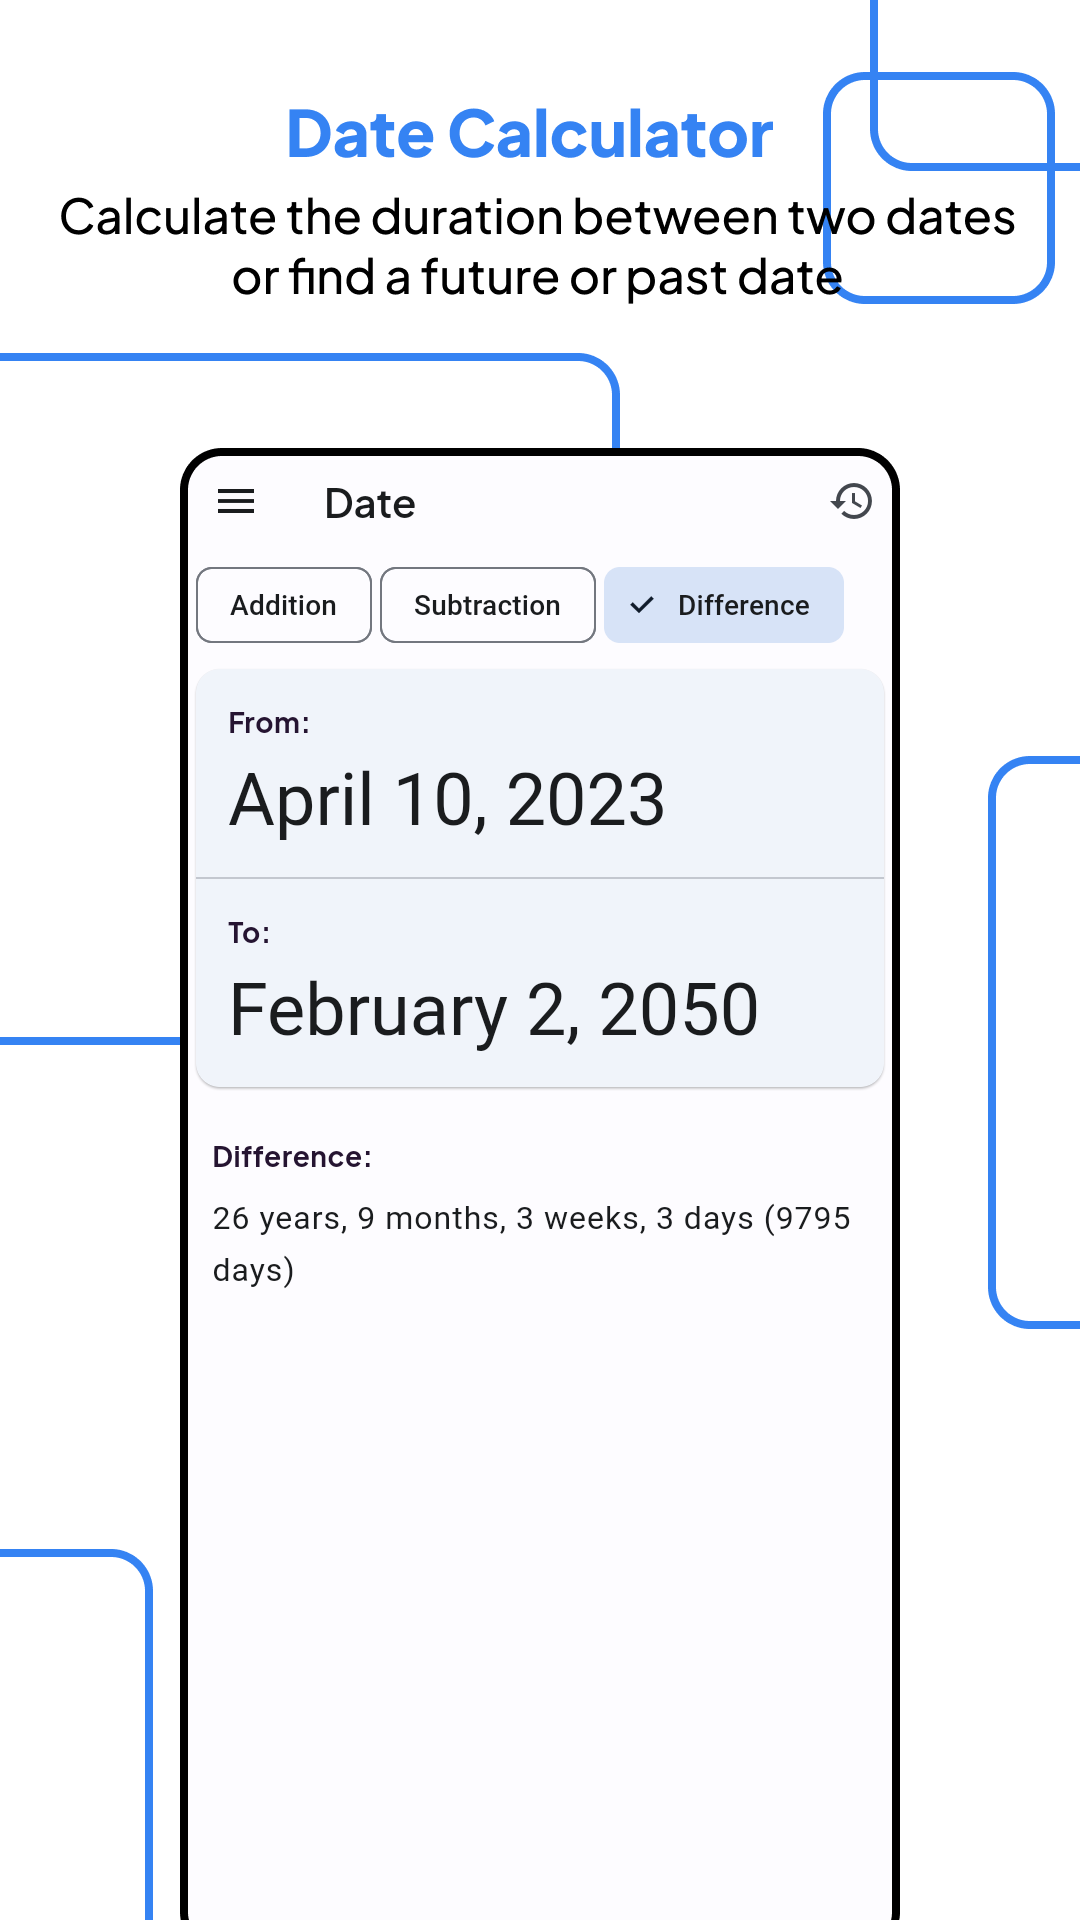 Date Calculator
Calculate the duration between two dates
or find a future or past date
Date
Addition
Subtraction
Difference
From:
April 10, 2023
To:
February 2, 2050
Difference:
26 years, 9 months, 3 weeks, 3 days (9795
days)